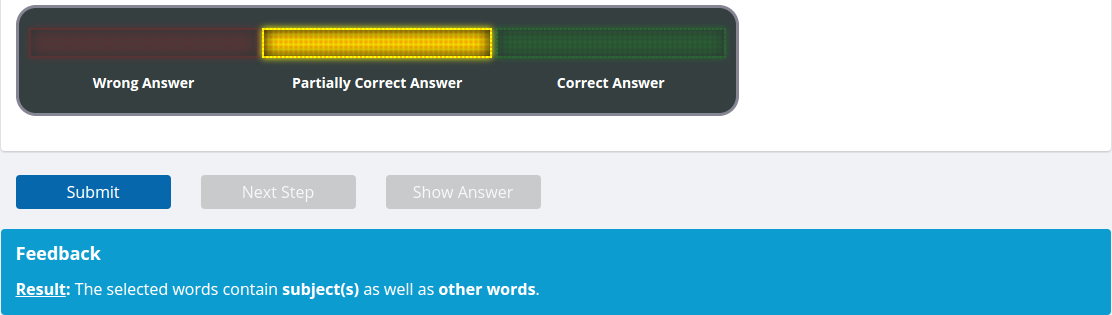 Wrong Answer Partially Correct Answer Correct Answer
Submit Next Step Show Answer
Feedback
Result: The selected words contain subject(s) as well as other words.